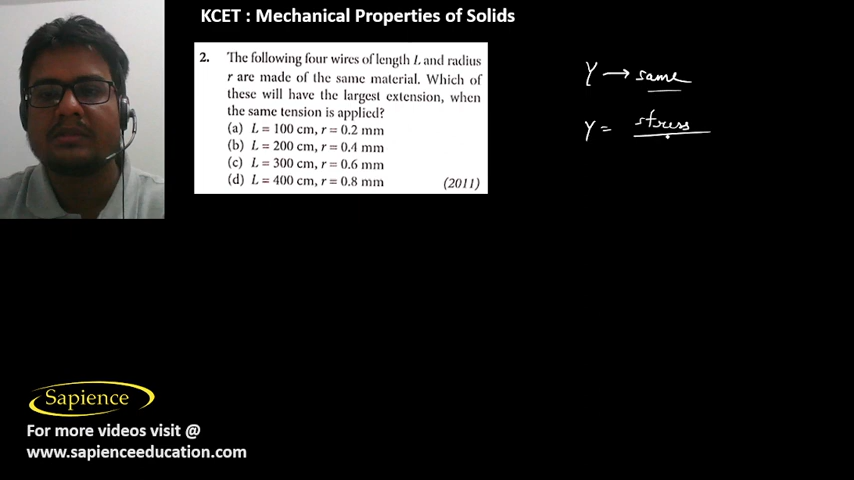 KCET : Mechanical Properties of Solids
2. The following four wires of length L and radius
r are made of the same material. Which of
these will have the largest extension, when
the same tension is applied?
(a) L = 100 cm, r = 0.2 mm
(b) L = 200 cm, r = 0.4 mm
(c) L = 300 cm, r = 0.6 mm
(d) L = 400 cm, r = 0.8 mm (2011)
Y → same
Y = stress
Sapience
For more videos visit @
www.sapienceeducation.com